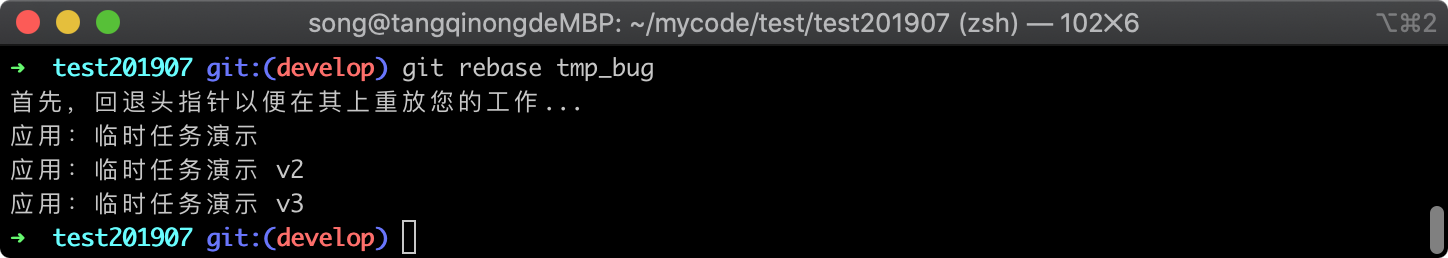 song@tangqinongdeMBP: ~/mycode/test/test201907 (zsh) — 102✕6 ⌥⌘2
➜ test201907 git:(develop) git rebase tmp_bug
首先，回退头指针以便在其上重放您的工作...
应用：临时任务演示
应用：临时任务演示 v2
应用：临时任务演示 v3
➜ test201907 git:(develop)